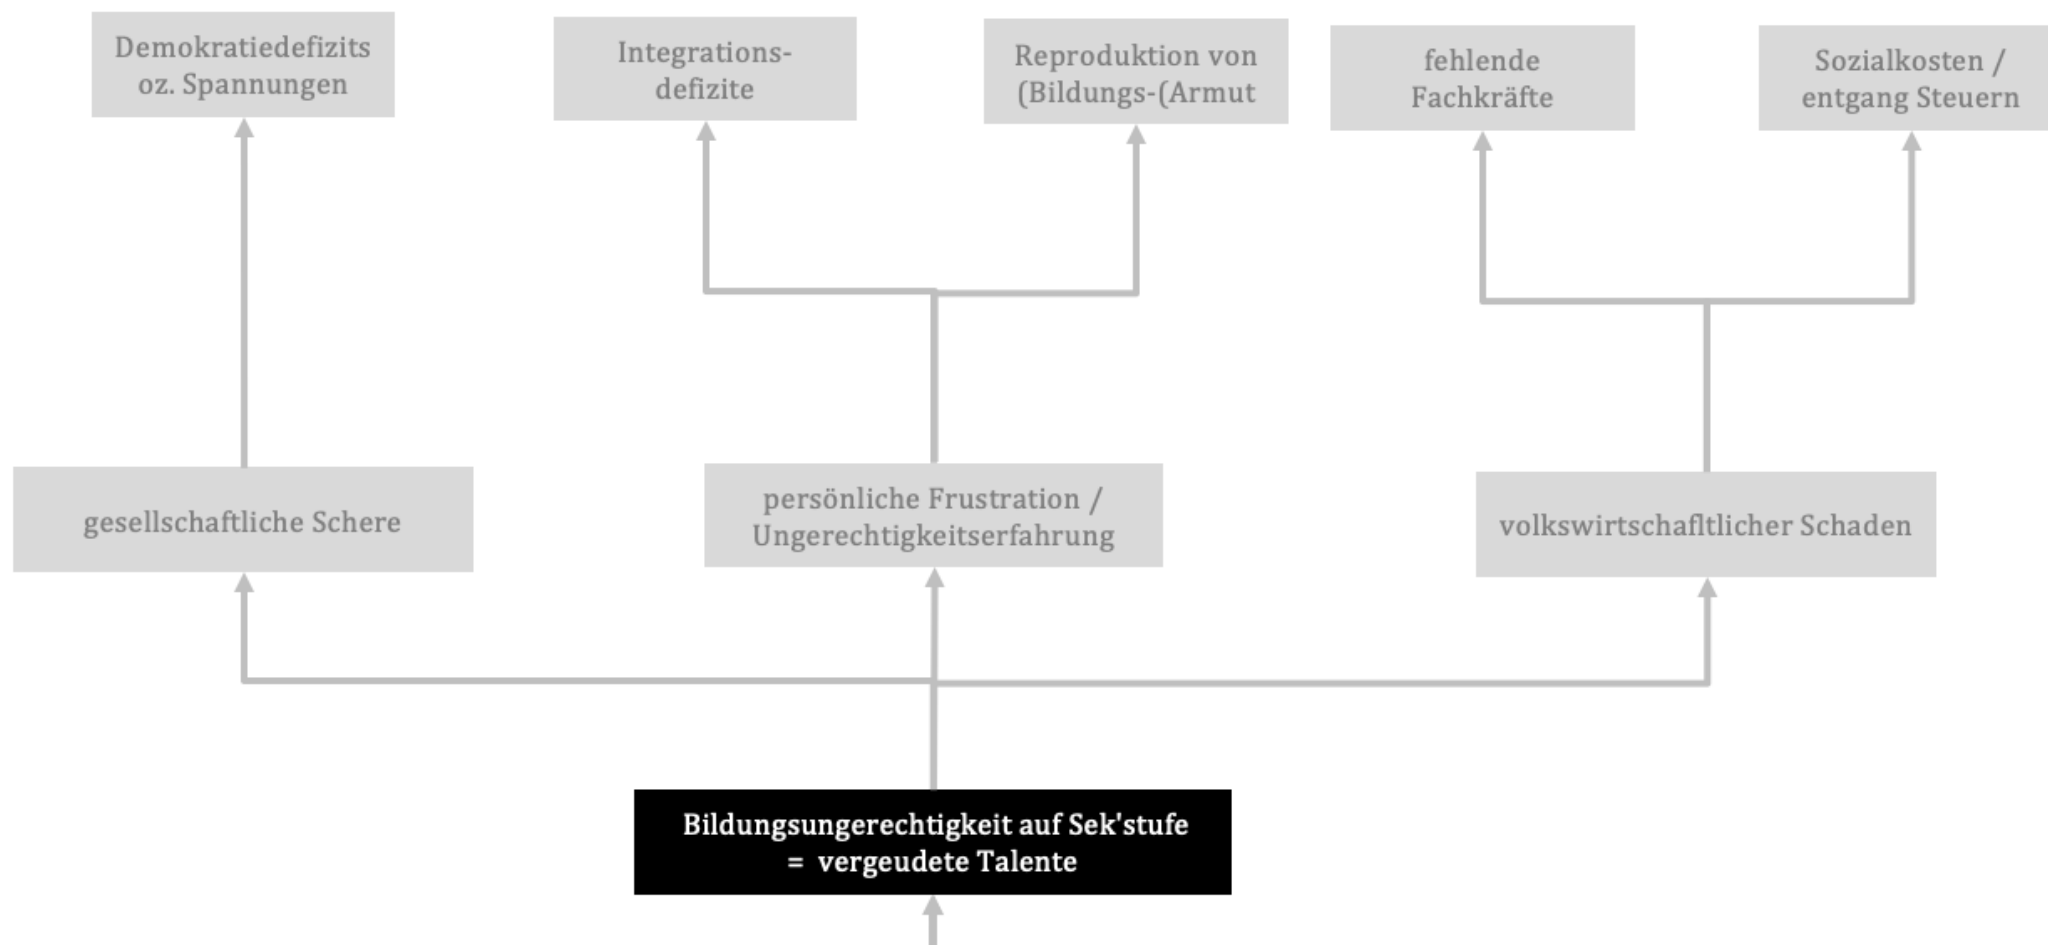 Demokratiedefizits
oz. Spannungen
Integrations-
defizite
Reproduktion von
(Bildungs-(Armut
fehlende
Fachkräfte
Sozialkosten /
entgang Steuern
gesellschaftliche Schere
persönliche Frustration /
Ungerechtigkeitserfahrung
volkswirtschafltlicher Schaden
Bildungsungerechtigkeit auf Sek'stufe
= vergeudete Talente